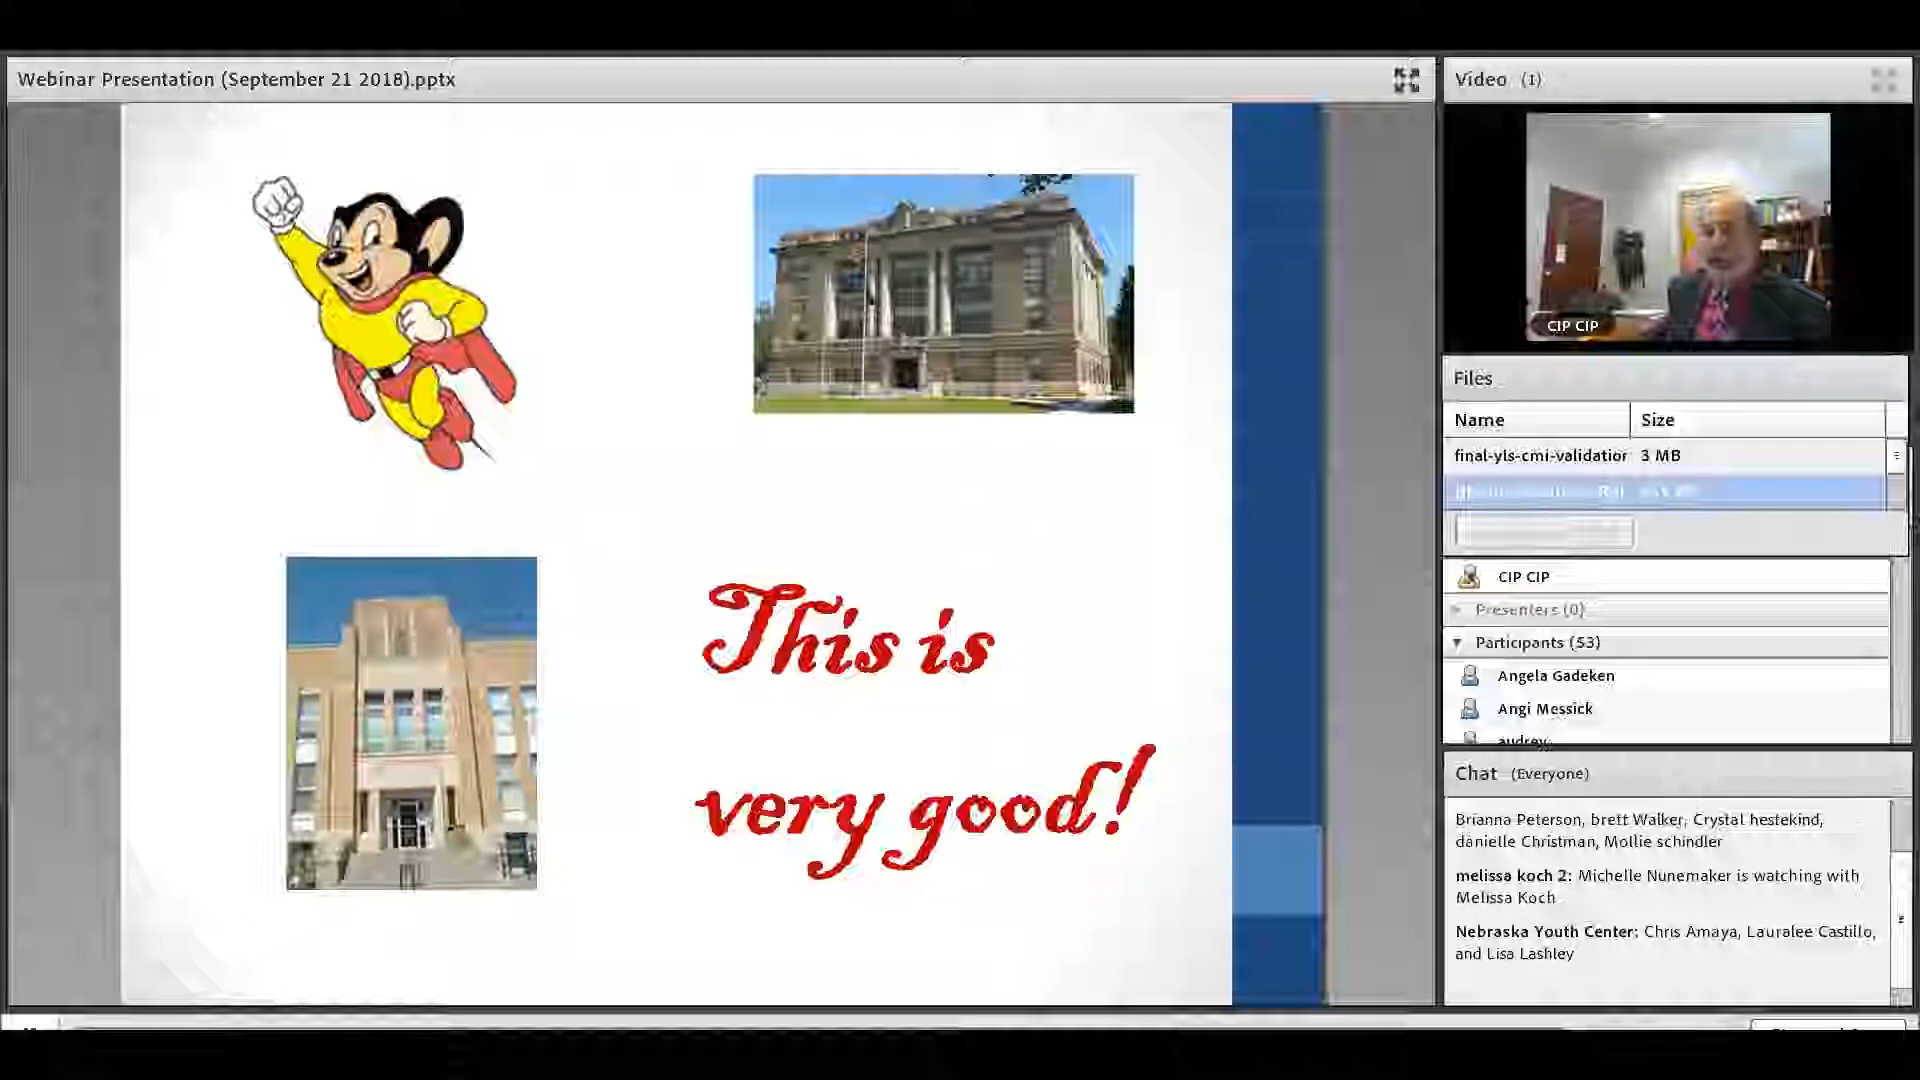 Webinar Presentation (September 21 2018).pptx
This is
very good!
Video (1)
CIP CIP
Files
Name Size
final-yls-cmi-validation 3 MB
CIP CIP
Presenters (0)
Participants (53)
Angela Gadeken
Angi Messick
audrey
Chat (Everyone)
Brianna Peterson, brett Walker, Crystal hestekind,
danielle Christman, Mollie schindler
melissa koch 2: Michelle Nunemaker is watching with
Melissa Koch
Nebraska Youth Center: Chris Amaya, Lauralee Castillo,
and Lisa Lashley